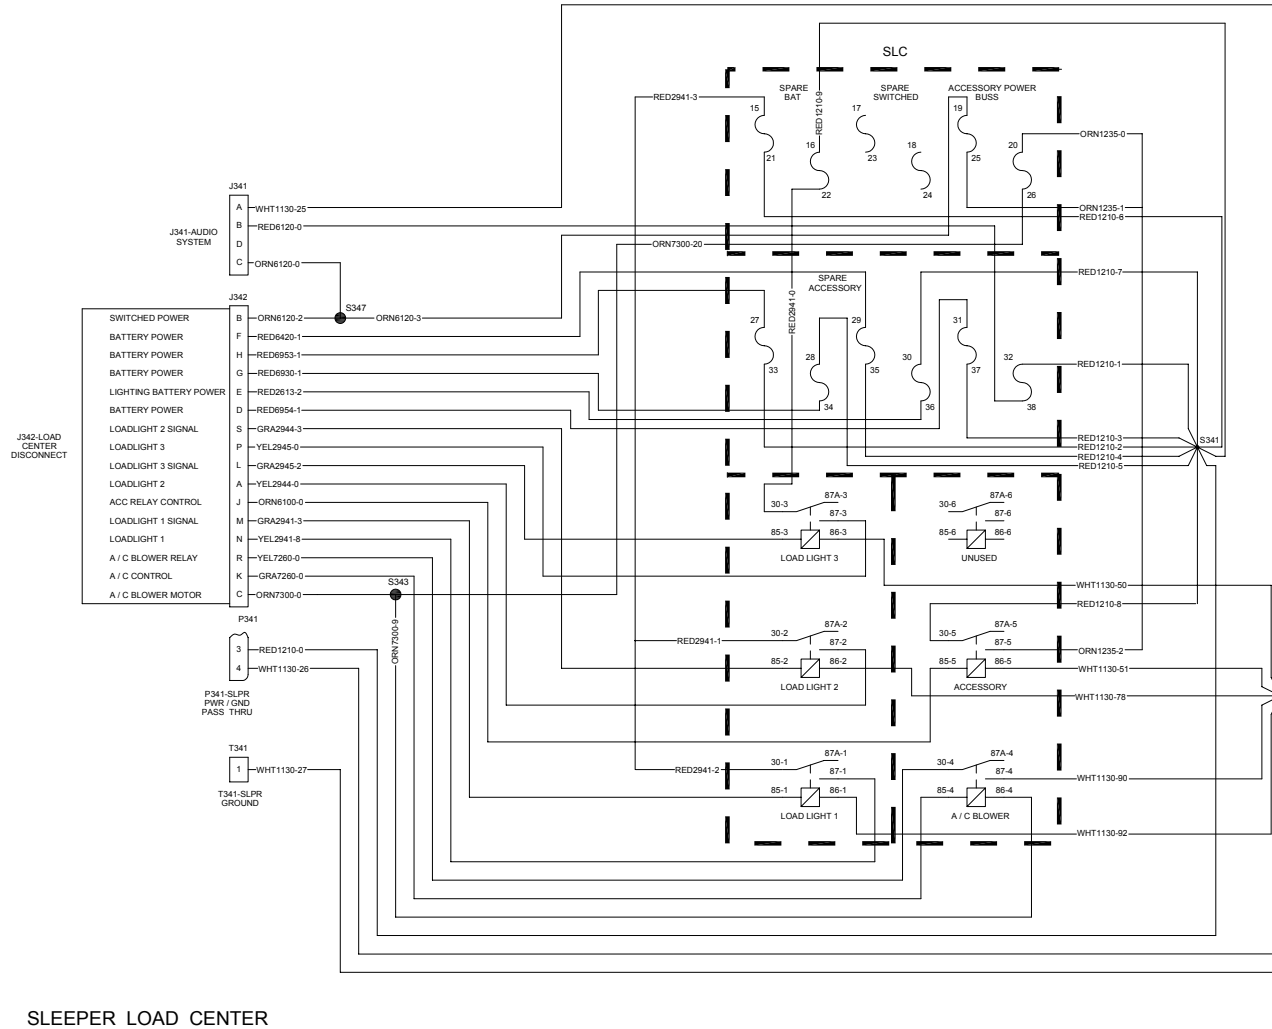 SLC
RED2941-3
SPARE
BAT
SPARE
SWITCHED
ACCESSORY POWER
BUSS
RED1210-9
15
17
19
16
18
20
21
23
25
22
24
26
ORN1235-0
ORN1235-1
RED1210-6
ORN7300-20
J341
A
WHT1130-25
B
RED6120-0
D
C
ORN6120-0
J341-AUDIO
SYSTEM
RED1210-7
SPARE
ACCESSORY
RED2941-0
27
29
31
28
30
32
33
35
37
34
36
38
RED1210-1
RED1210-3
RED1210-2
RED1210-4
RED1210-5
S341
J342
S347
SWITCHED POWER
B
ORN6120-2
ORN6120-3
BATTERY POWER
F
RED6420-1
BATTERY POWER
H
RED6953-1
BATTERY POWER
G
RED6930-1
LIGHTING BATTERY POWER
E
RED2613-2
BATTERY POWER
D
RED6954-1
LOADLIGHT 2 SIGNAL
S
GRA2944-3
LOADLIGHT 3
P
YEL2945-0
LOADLIGHT 3 SIGNAL
L
GRA2945-2
LOADLIGHT 2
A
YEL2944-0
ACC RELAY CONTROL
J
ORN6100-0
LOADLIGHT 1 SIGNAL
M
GRA2941-3
LOADLIGHT 1
N
YEL2941-8
A / C BLOWER RELAY
R
YEL7260-0
A / C CONTROL
K
GRA7260-0
A / C BLOWER MOTOR
C
ORN7300-0
J342-LOAD
CENTER
DISCONNECT
S343
ORN7300-9
30-3
87A-3
87-3
85-3
86-3
LOAD LIGHT 3
30-6
87A-6
87-6
85-6
86-6
UNUSED
WHT1130-50
RED1210-8
P341
3
RED1210-0
4
WHT1130-26
P341-SLPR
PWR / GND
PASS THRU
RED2941-1
30-2
87A-2
87-2
85-2
86-2
LOAD LIGHT 2
30-5
87A-5
87-5
85-5
86-5
ACCESSORY
ORN1235-2
WHT1130-51
WHT1130-78
T341
1
WHT1130-27
T341-SLPR
GROUND
RED2941-2
30-1
87A-1
87-1
85-1
86-1
LOAD LIGHT 1
30-4
87A-4
87-4
85-4
86-4
A / C BLOWER
WHT1130-90
WHT1130-92
SLEEPER LOAD CENTER